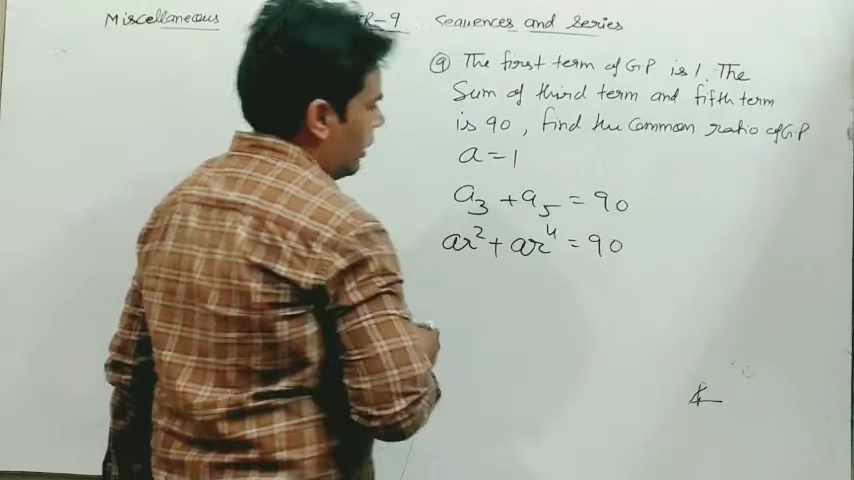 Miscellaneous R-9 Sequences and Series
⑨ The first term of G.P is 1. The
Sum of third term and fifth term
is 90, find the Common ratio of G.P
a = 1
a₃ + a₅ = 90
ar² + ar⁴ = 90